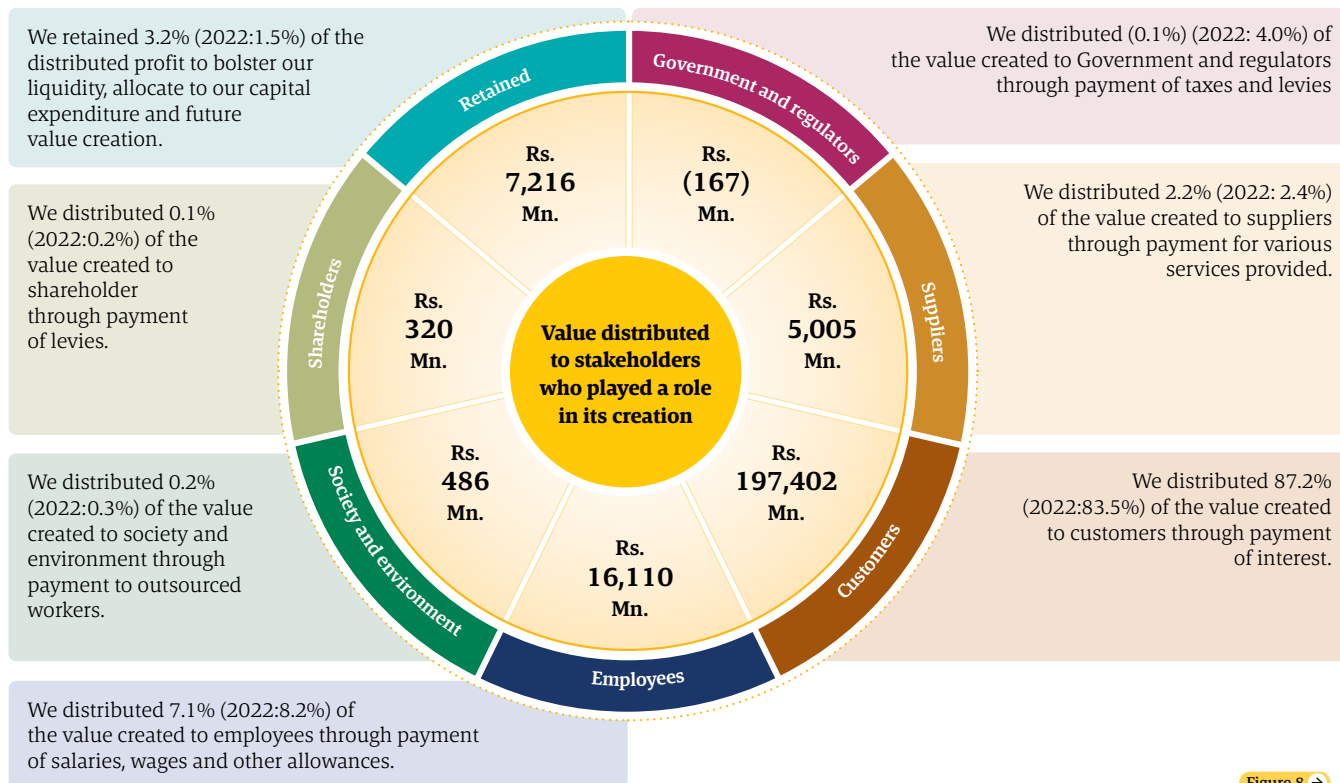 We retained 3.2% (2022:1.5%) of the
distributed profit to bolster our
liquidity, allocate to our capital
expenditure and future
value creation.
We distributed (0.1%) (2022: 4.0%) of
the value created to Government and regulators
through payment of taxes and levies
We distributed 0.1%
(2022:0.2%) of the
value created to
shareholder
through payment
of levies.
We distributed 2.2% (2022: 2.4%)
of the value created to suppliers
through payment for various
services provided.
We distributed 0.2%
(2022:0.3%) of the value
created to society and
environment through
payment to outsourced
workers.
We distributed 87.2%
(2022:83.5%) of the value created
to customers through payment
of interest.
We distributed 7.1% (2022:8.2%) of
the value created to employees through payment
of salaries, wages and other allowances.
Retained
Rs.
7,216
Mn.
Government and regulators
Rs.
(167)
Mn.
Suppliers
Rs.
5,005
Mn.
Customers
Rs.
197,402
Mn.
Employees
Rs.
16,110
Mn.
Society and environment
Rs.
486
Mn.
Shareholders
Rs.
320
Mn.
Value distributed
to stakeholders
who played a role
in its creation
Figure 8 →